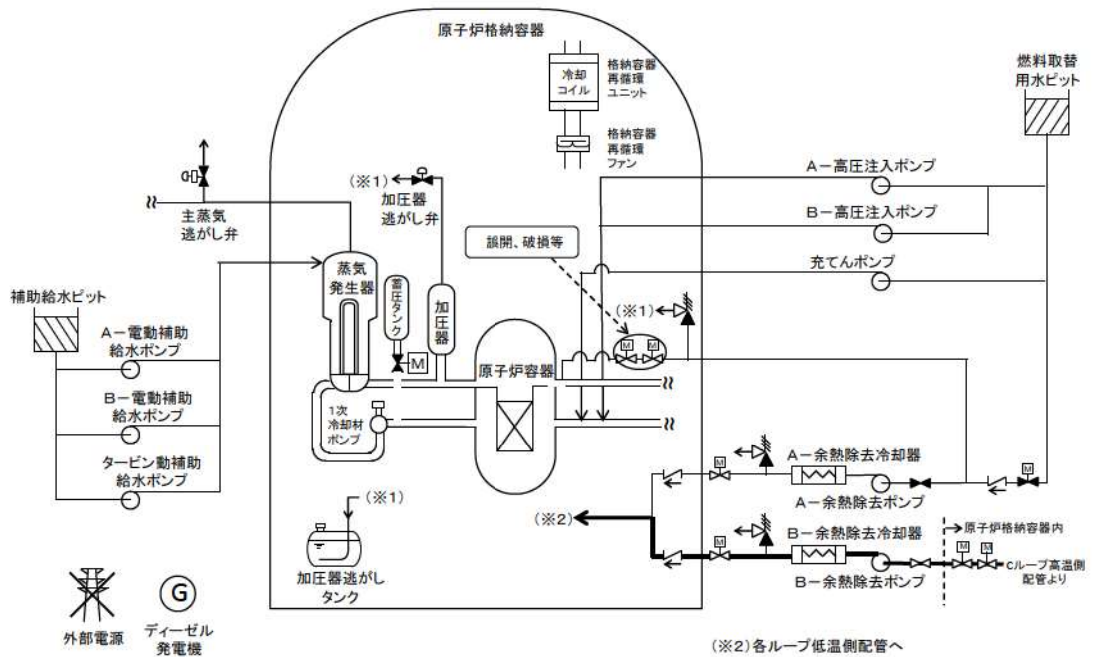 原子炉格納容器
冷却
コイル
格納容器
再循環
ユニット
格納容器
再循環
ファン
燃料取替
用水ピット
A－高圧注入ポンプ
B－高圧注入ポンプ
充てんポンプ
(※1)
加圧器
逃がし弁
主蒸気
逃がし弁
誤開、破損等
(※1)
蒸気
発生器
蓄圧タンク
加圧器
M
M
M
原子炉容器
補助給水ピット
A－電動補助
給水ポンプ
B－電動補助
給水ポンプ
タービン動補助
給水ポンプ
1次
冷却材
ポンプ
(※1)
加圧器逃がし
タンク
M
A－余熱除去冷却器
A－余熱除去ポンプ
M
(※2)
M
B－余熱除去冷却器
B－余熱除去ポンプ
原子炉格納容器内
M
M
Cループ高温側
配管より
外部電源
G
ディーゼル
発電機
(※2)各ループ低温側配管へ